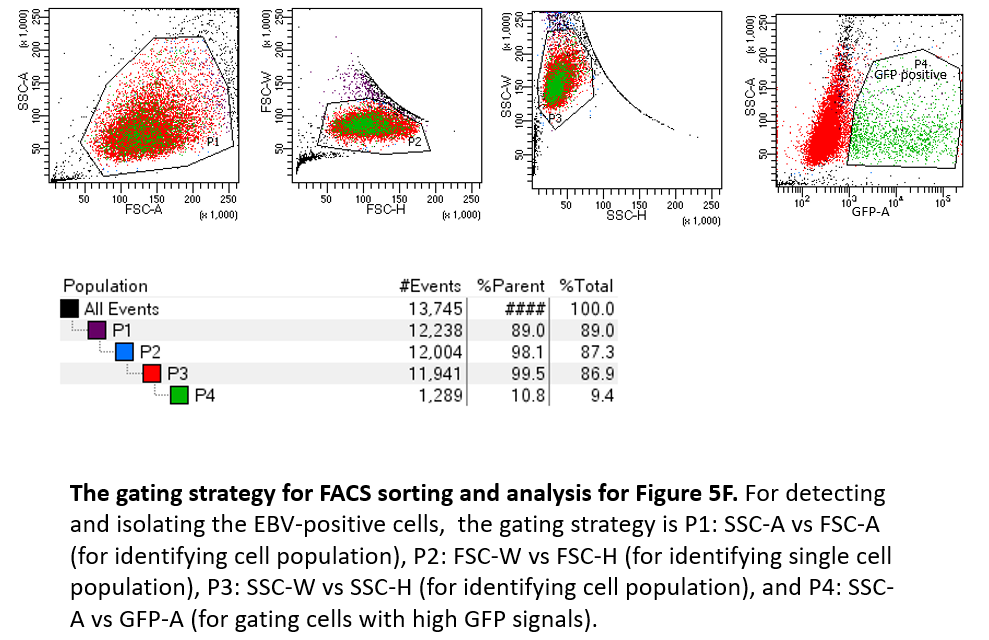 (x 1,000)
SSC-A
250
200
150
100
50
P1
50 100 150 200 250
FSC-A
(x 1,000)
(x 1,000)
FSC-W
250
200
150
100
50
P2
50 100 150 200 250
FSC-H
(x 1,000)
(x 1,000)
SSC-W
250
200
150
100
50
P3
50 100 150 200 250
SSC-H
(x 1,000)
(x 1,000)
SSC-A
250
200
150
100
50
P4
GFP positive
10² 10³ 10⁴ 10⁵
GFP-A
Population #Events %Parent %Total
All Events 13,745 #### 100.0
P1 12,238 89.0 89.0
P2 12,004 98.1 87.3
P3 11,941 99.5 86.9
P4 1,289 10.8 9.4
The gating strategy for FACS sorting and analysis for Figure 5F. For detecting
and isolating the EBV-positive cells, the gating strategy is P1: SSC-A vs FSC-A
(for identifying cell population), P2: FSC-W vs FSC-H (for identifying single cell
population), P3: SSC-W vs SSC-H (for identifying cell population), and P4: SSC-
A vs GFP-A (for gating cells with high GFP signals).